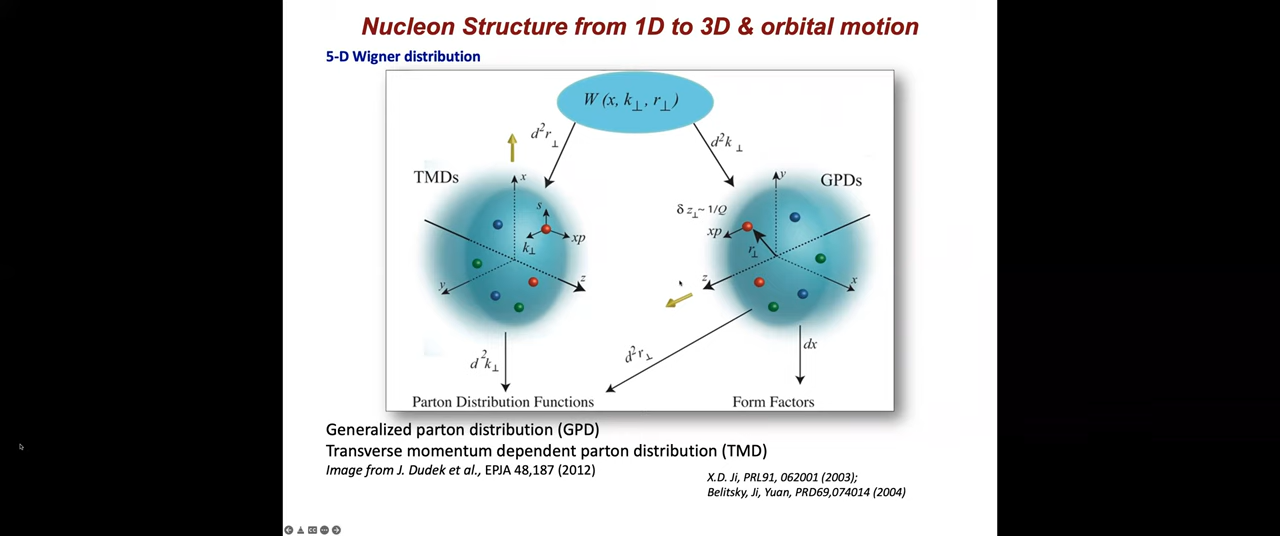 Nucleon Structure from 1D to 3D & orbital motion
5-D Wigner distribution
W (x, k⊥, r⊥)
d²r⊥
d²k⊥
TMDs
GPDs
x
s
xp
k⊥
z
y
y
δ z⊥~ 1/Q
xp
r⊥
z
x
d²k⊥
d²r⊥
dx
Parton Distribution Functions
Form Factors
Generalized parton distribution (GPD)
Transverse momentum dependent parton distribution (TMD)
Image from J. Dudek et al., EPJA 48,187 (2012)
X.D. Ji, PRL91, 062001 (2003);
Belitsky, Ji, Yuan, PRD69,074014 (2004)